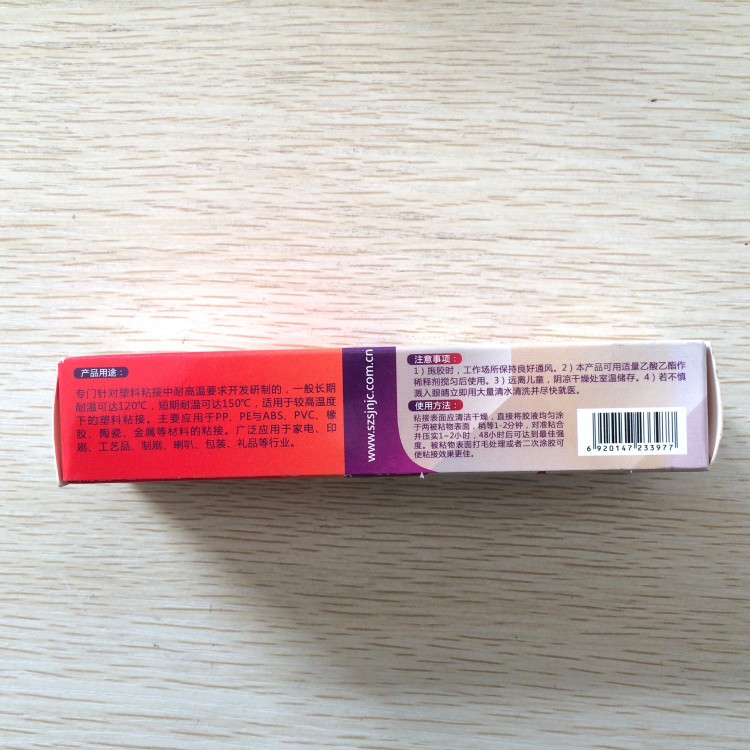 产品用途：
专门针对塑料粘接中耐高温要求开发研制的，一般长期
耐温可达120℃，短期耐温可达150℃，适用于较高温度
下的塑料粘接。主要应用于PP、PE与ABS、PVC、橡
胶、陶瓷、金属等材料的粘接。广泛应用于家电、印
刷、工艺品、制刷、喇叭、包装、礼品等行业。
www.szsjnjc.com.cn
注意事项：
1）施胶时，工作场所保持良好通风。2）本产品可用适量乙酸乙酯作
稀释剂搅匀后使用。3）远离儿童，阴凉干燥处室温储存。4）若不慎
溅入眼睛立即用大量清水清洗并尽快就医。
使用方法：
粘接表面应清洁干燥，直接将胶液均匀涂
于两被粘物表面，稍等1-2分钟，对准粘合
并压实1~2小时，48小时后可达到最佳强
度。被粘物表面打毛处理或者二次涂胶可
使粘接效果更佳。
6 920147 233977